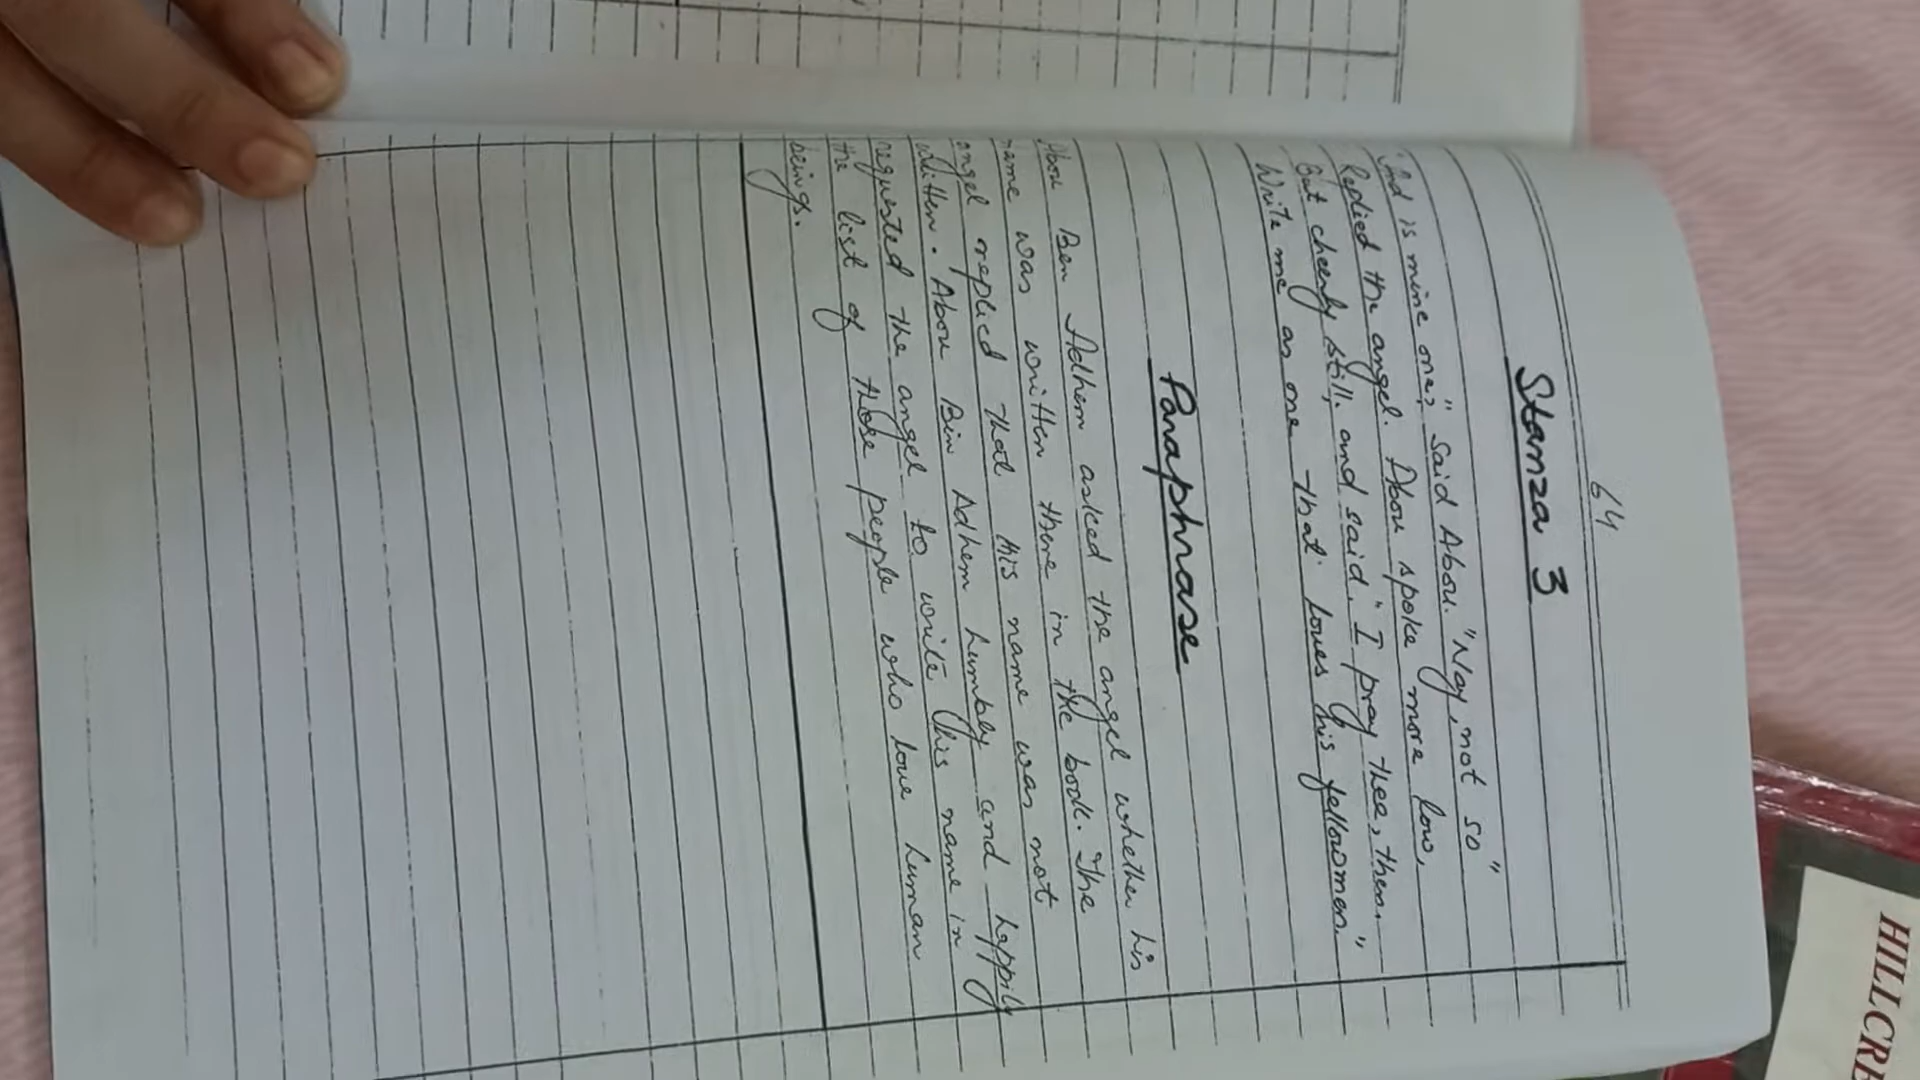 64
Stanza 3
"And is mine one?" Said Abou. "Nay, not so"
Replied the angel. Abou spoke more low,
But cheerly still, and said, "I pray thee, then,
Write me as one that loves his fellowmen."
Paraphrase
Abou Ben Adhem asked the angel whether his
name was written there in the book. The
angel replied that his name was not
written. Abou Bin Adhem humbly and happily
requested the angel to write his name in
the list of those people who love human
beings.
HILLCRE